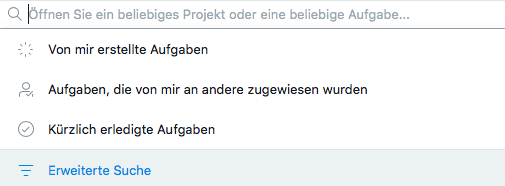 Öffnen Sie ein beliebiges Projekt oder eine beliebige Aufgabe...
Von mir erstellte Aufgaben
Aufgaben, die von mir an andere zugewiesen wurden
Kürzlich erledigte Aufgaben
Erweiterte Suche